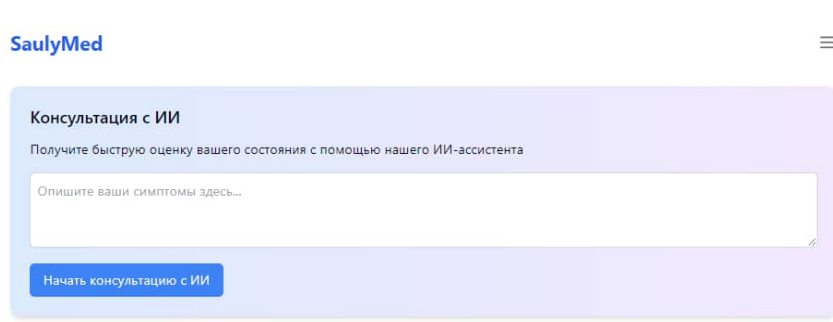 SaulyMed
Консультация с ИИ
Получите быструю оценку вашего состояния с помощью нашего ИИ-ассистента
Опишите ваши симптомы здесь...
Начать консультацию с ИИ